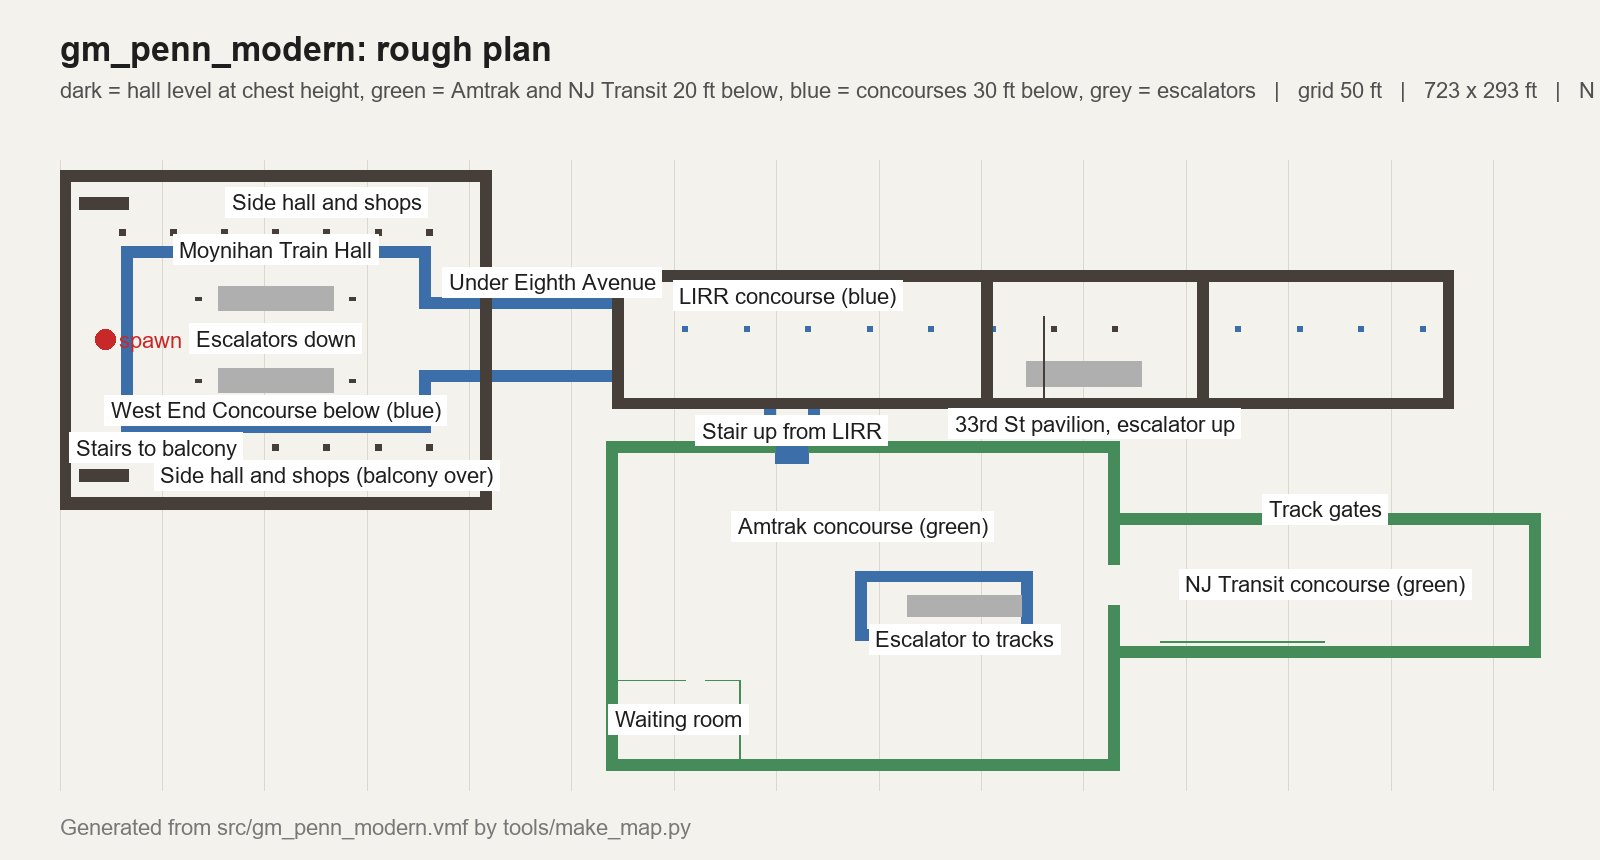 gm_penn_modern: rough plan
dark = hall level at chest height, green = Amtrak and NJ Transit 20 ft below, blue = concourses 30 ft below, grey = escalators | grid 50 ft | 723 x 293 ft | N
Side hall and shops
Moynihan Train Hall
Under Eighth Avenue
LIRR concourse (blue)
spawn
Escalators down
West End Concourse below (blue)
33rd St pavilion, escalator up
Stair up from LIRR
Stairs to balcony
Side hall and shops (balcony over)
Track gates
Amtrak concourse (green)
NJ Transit concourse (green)
Escalator to tracks
Waiting room
Generated from src/gm_penn_modern.vmf by tools/make_map.py